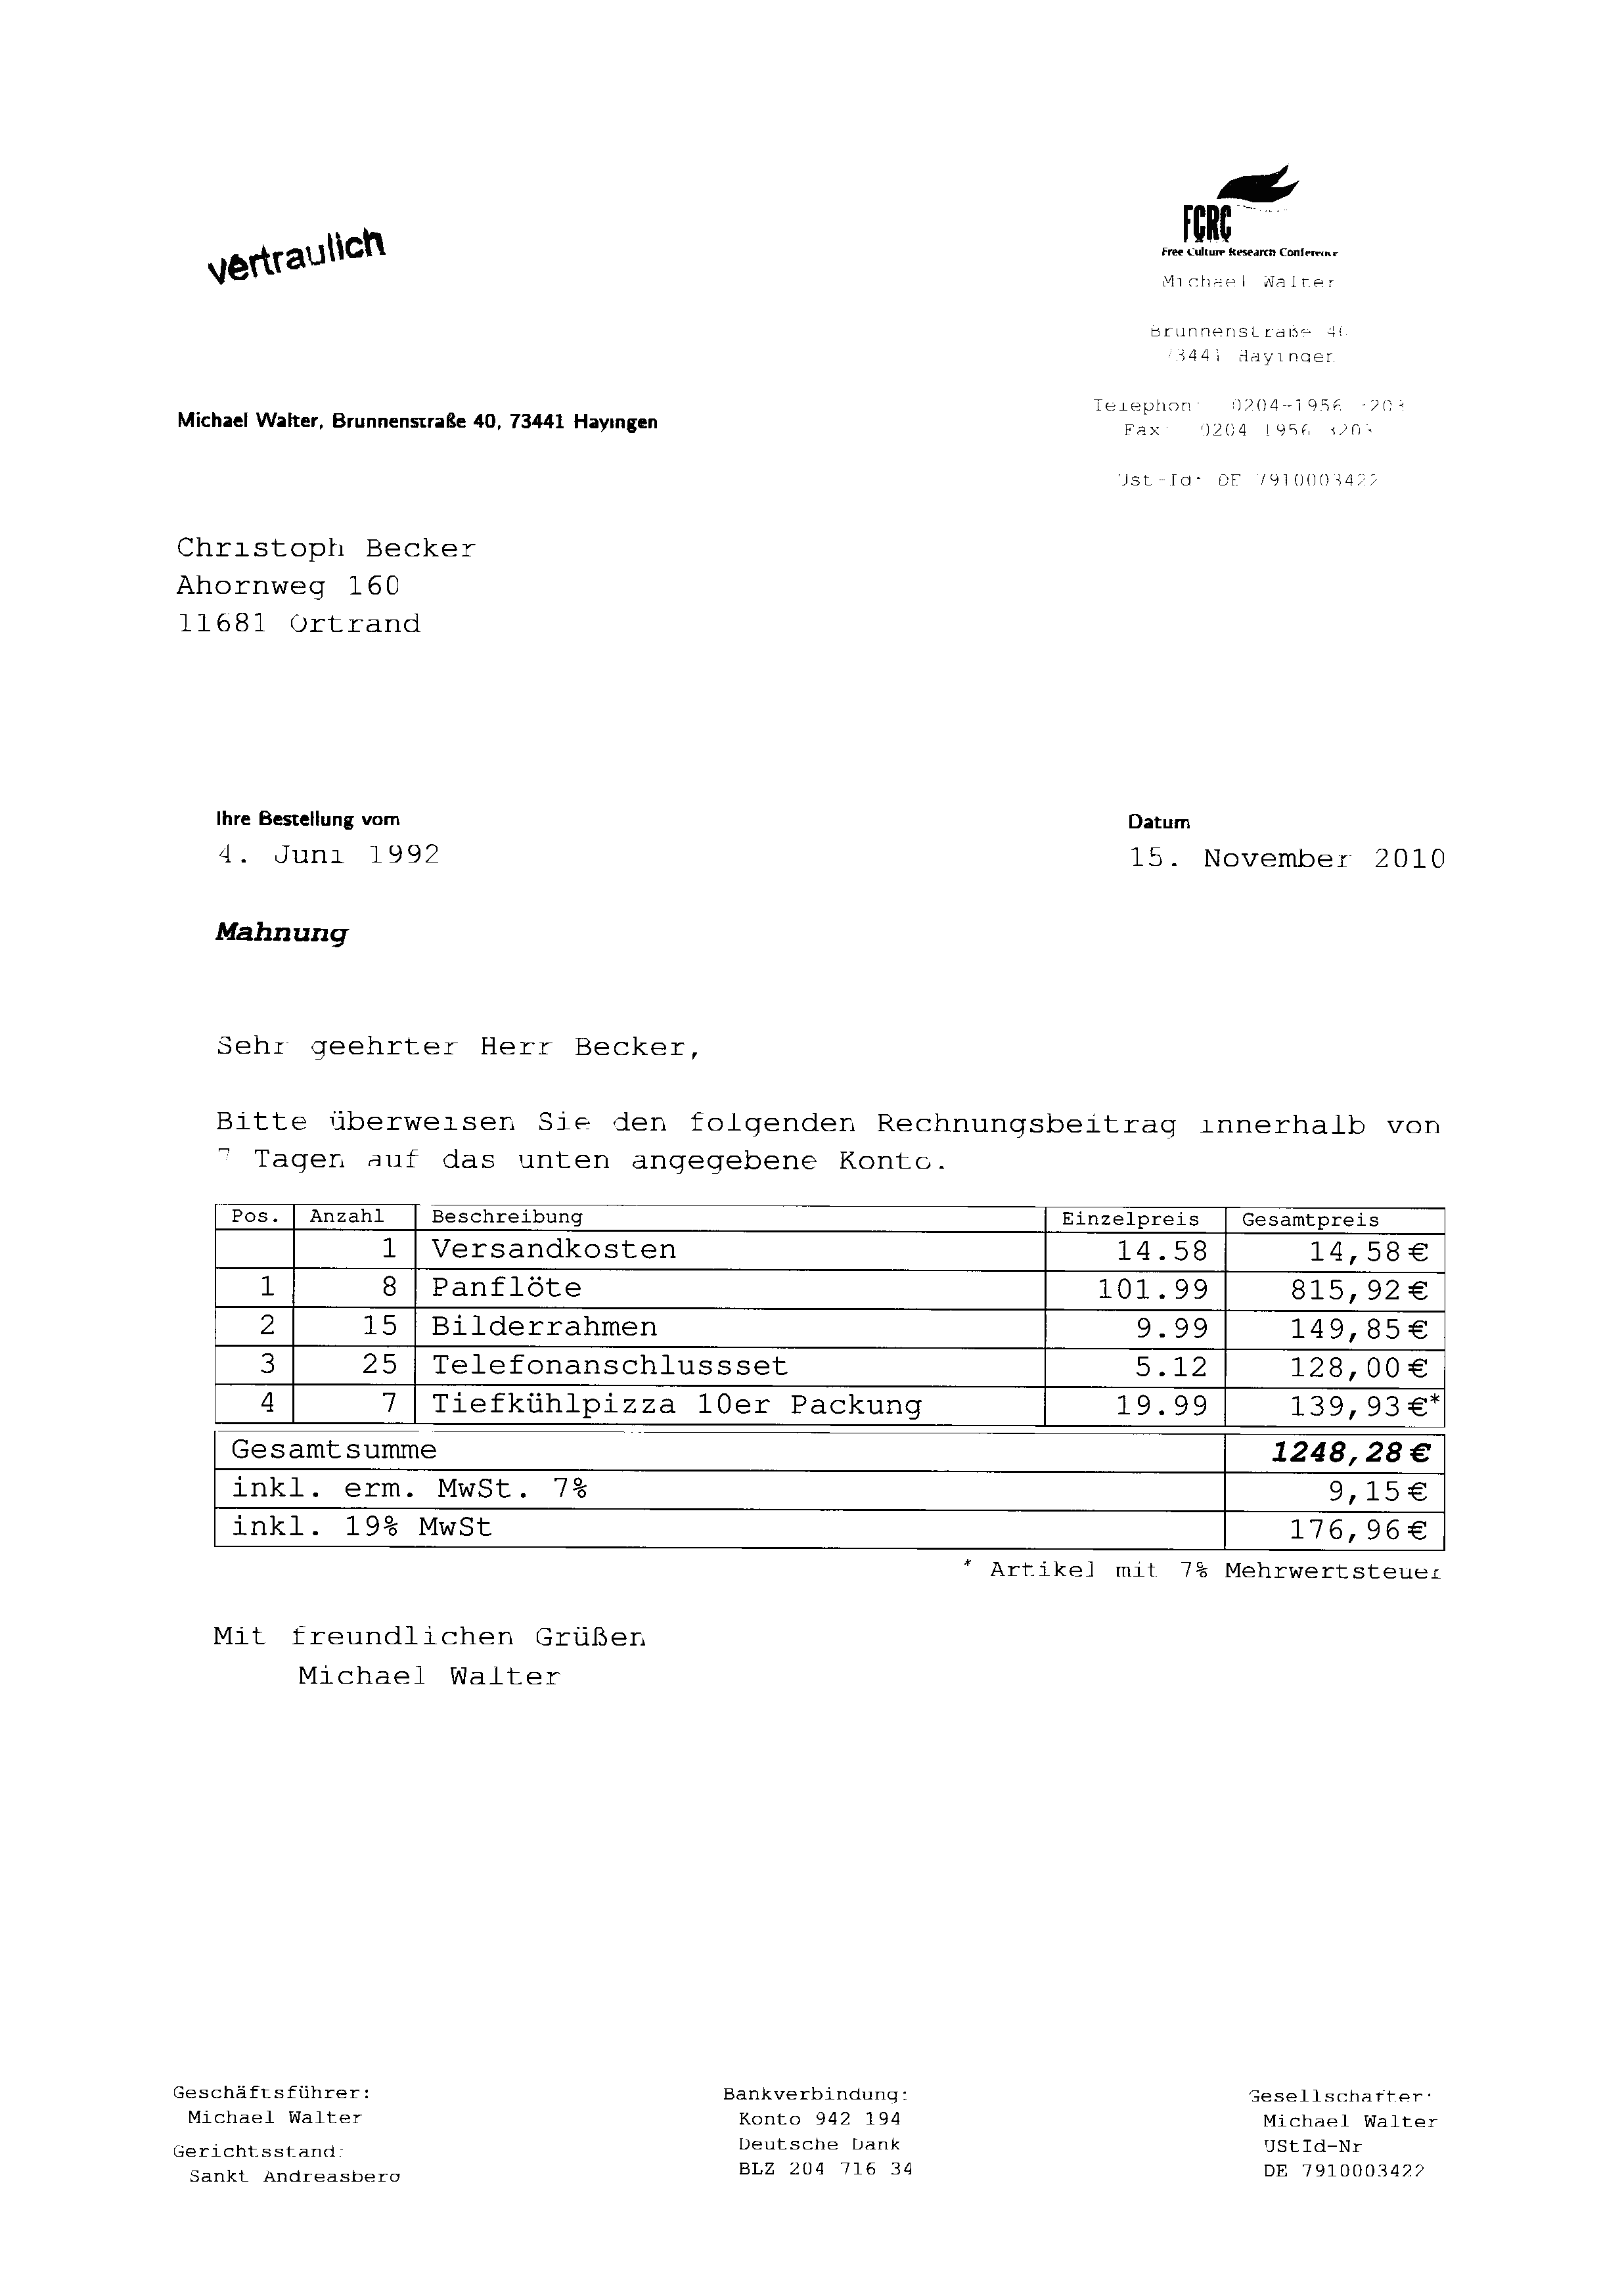 vertraulich
FCRC
Free Culture Research Conference
Michael Walter
Brunnenstraße 40
73441 Hayingen
Telephon: 0204-1956 3203
Fax: 0204 1956 3203
Ust-Id: DE 7910003422
Michael Walter, Brunnenstraße 40, 73441 Hayingen
Christoph Becker
Ahornweg 160
11681 Ortrand
Ihre Bestellung vom Datum
4. Juni 1992 15. November 2010
Mahnung
Sehr geehrter Herr Becker,
Bitte überweisen Sie den folgenden Rechnungsbeitrag innerhalb von
7 Tagen auf das unten angegebene Konto.
Pos. Anzahl Beschreibung Einzelpreis Gesamtpreis
1 Versandkosten 14.58 14,58€
1 8 Panflöte 101.99 815,92€
2 15 Bilderrahmen 9.99 149,85€
3 25 Telefonanschlussset 5.12 128,00€
4 7 Tiefkühlpizza 10er Packung 19.99 139,93€*
Gesamtsumme 1248,28€
inkl. erm. MwSt. 7% 9,15€
inkl. 19% MwSt 176,96€
* Artikel mit 7% Mehrwertsteuer
Mit freundlichen Grüßen
Michael Walter
Geschäftsführer: Bankverbindung: Gesellschafter:
Michael Walter Konto 942 194 Michael Walter
Gerichtsstand: Deutsche Bank UStId-Nr
Sankt Andreasberg BLZ 204 716 34 DE 7910003422